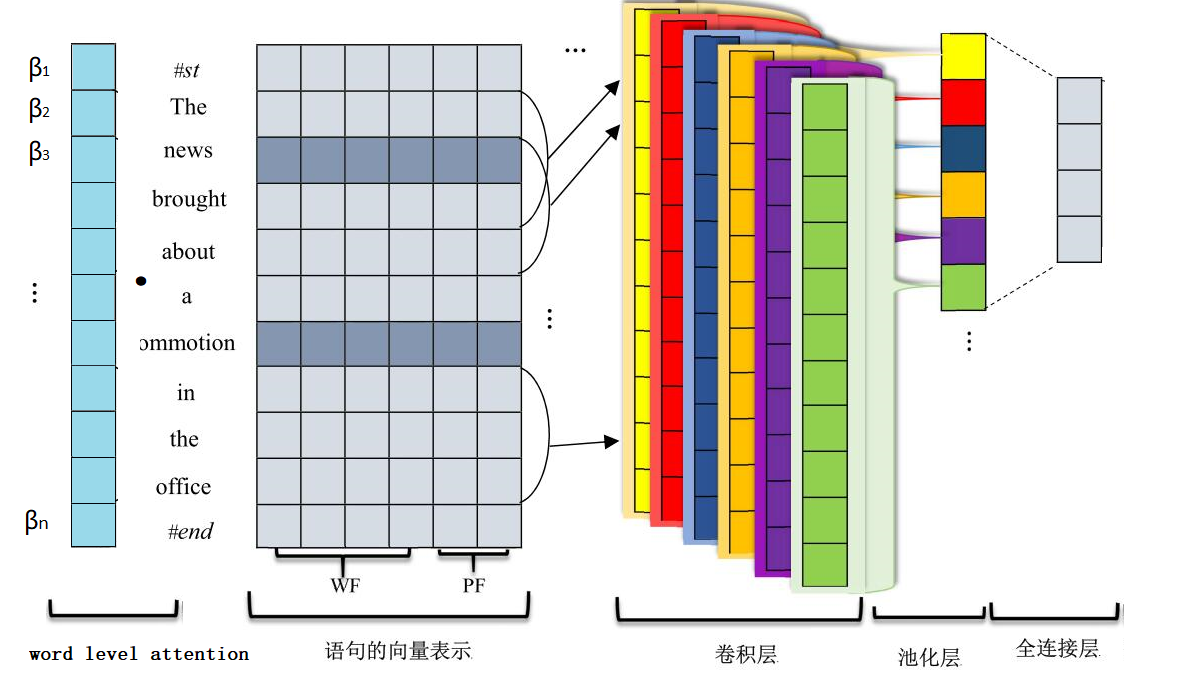 β1
β2
β3
⋮
βn
#st
The
news
brought
about
a
ommotion
in
the
office
#end
WF
PF
...
⋮
⋮
word level attention
语句的向量表示
卷积层
池化层
全连接层